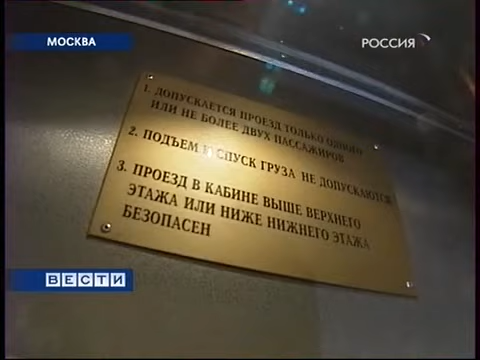 МОСКВА
РОССИЯ
1. ДОПУСКАЕТСЯ ПРОЕЗД ТОЛЬКО ОДНОГО
ИЛИ НЕ БОЛЕЕ ДВУХ ПАССАЖИРОВ
2. ПОДЪЕМ И СПУСК ГРУЗА НЕ ДОПУСКАЮТСЯ
3. ПРОЕЗД В КАБИНЕ ВЫШЕ ВЕРХНЕГО
ЭТАЖА ИЛИ НИЖЕ НИЖНЕГО ЭТАЖА
БЕЗОПАСЕН
ВЕСТИ